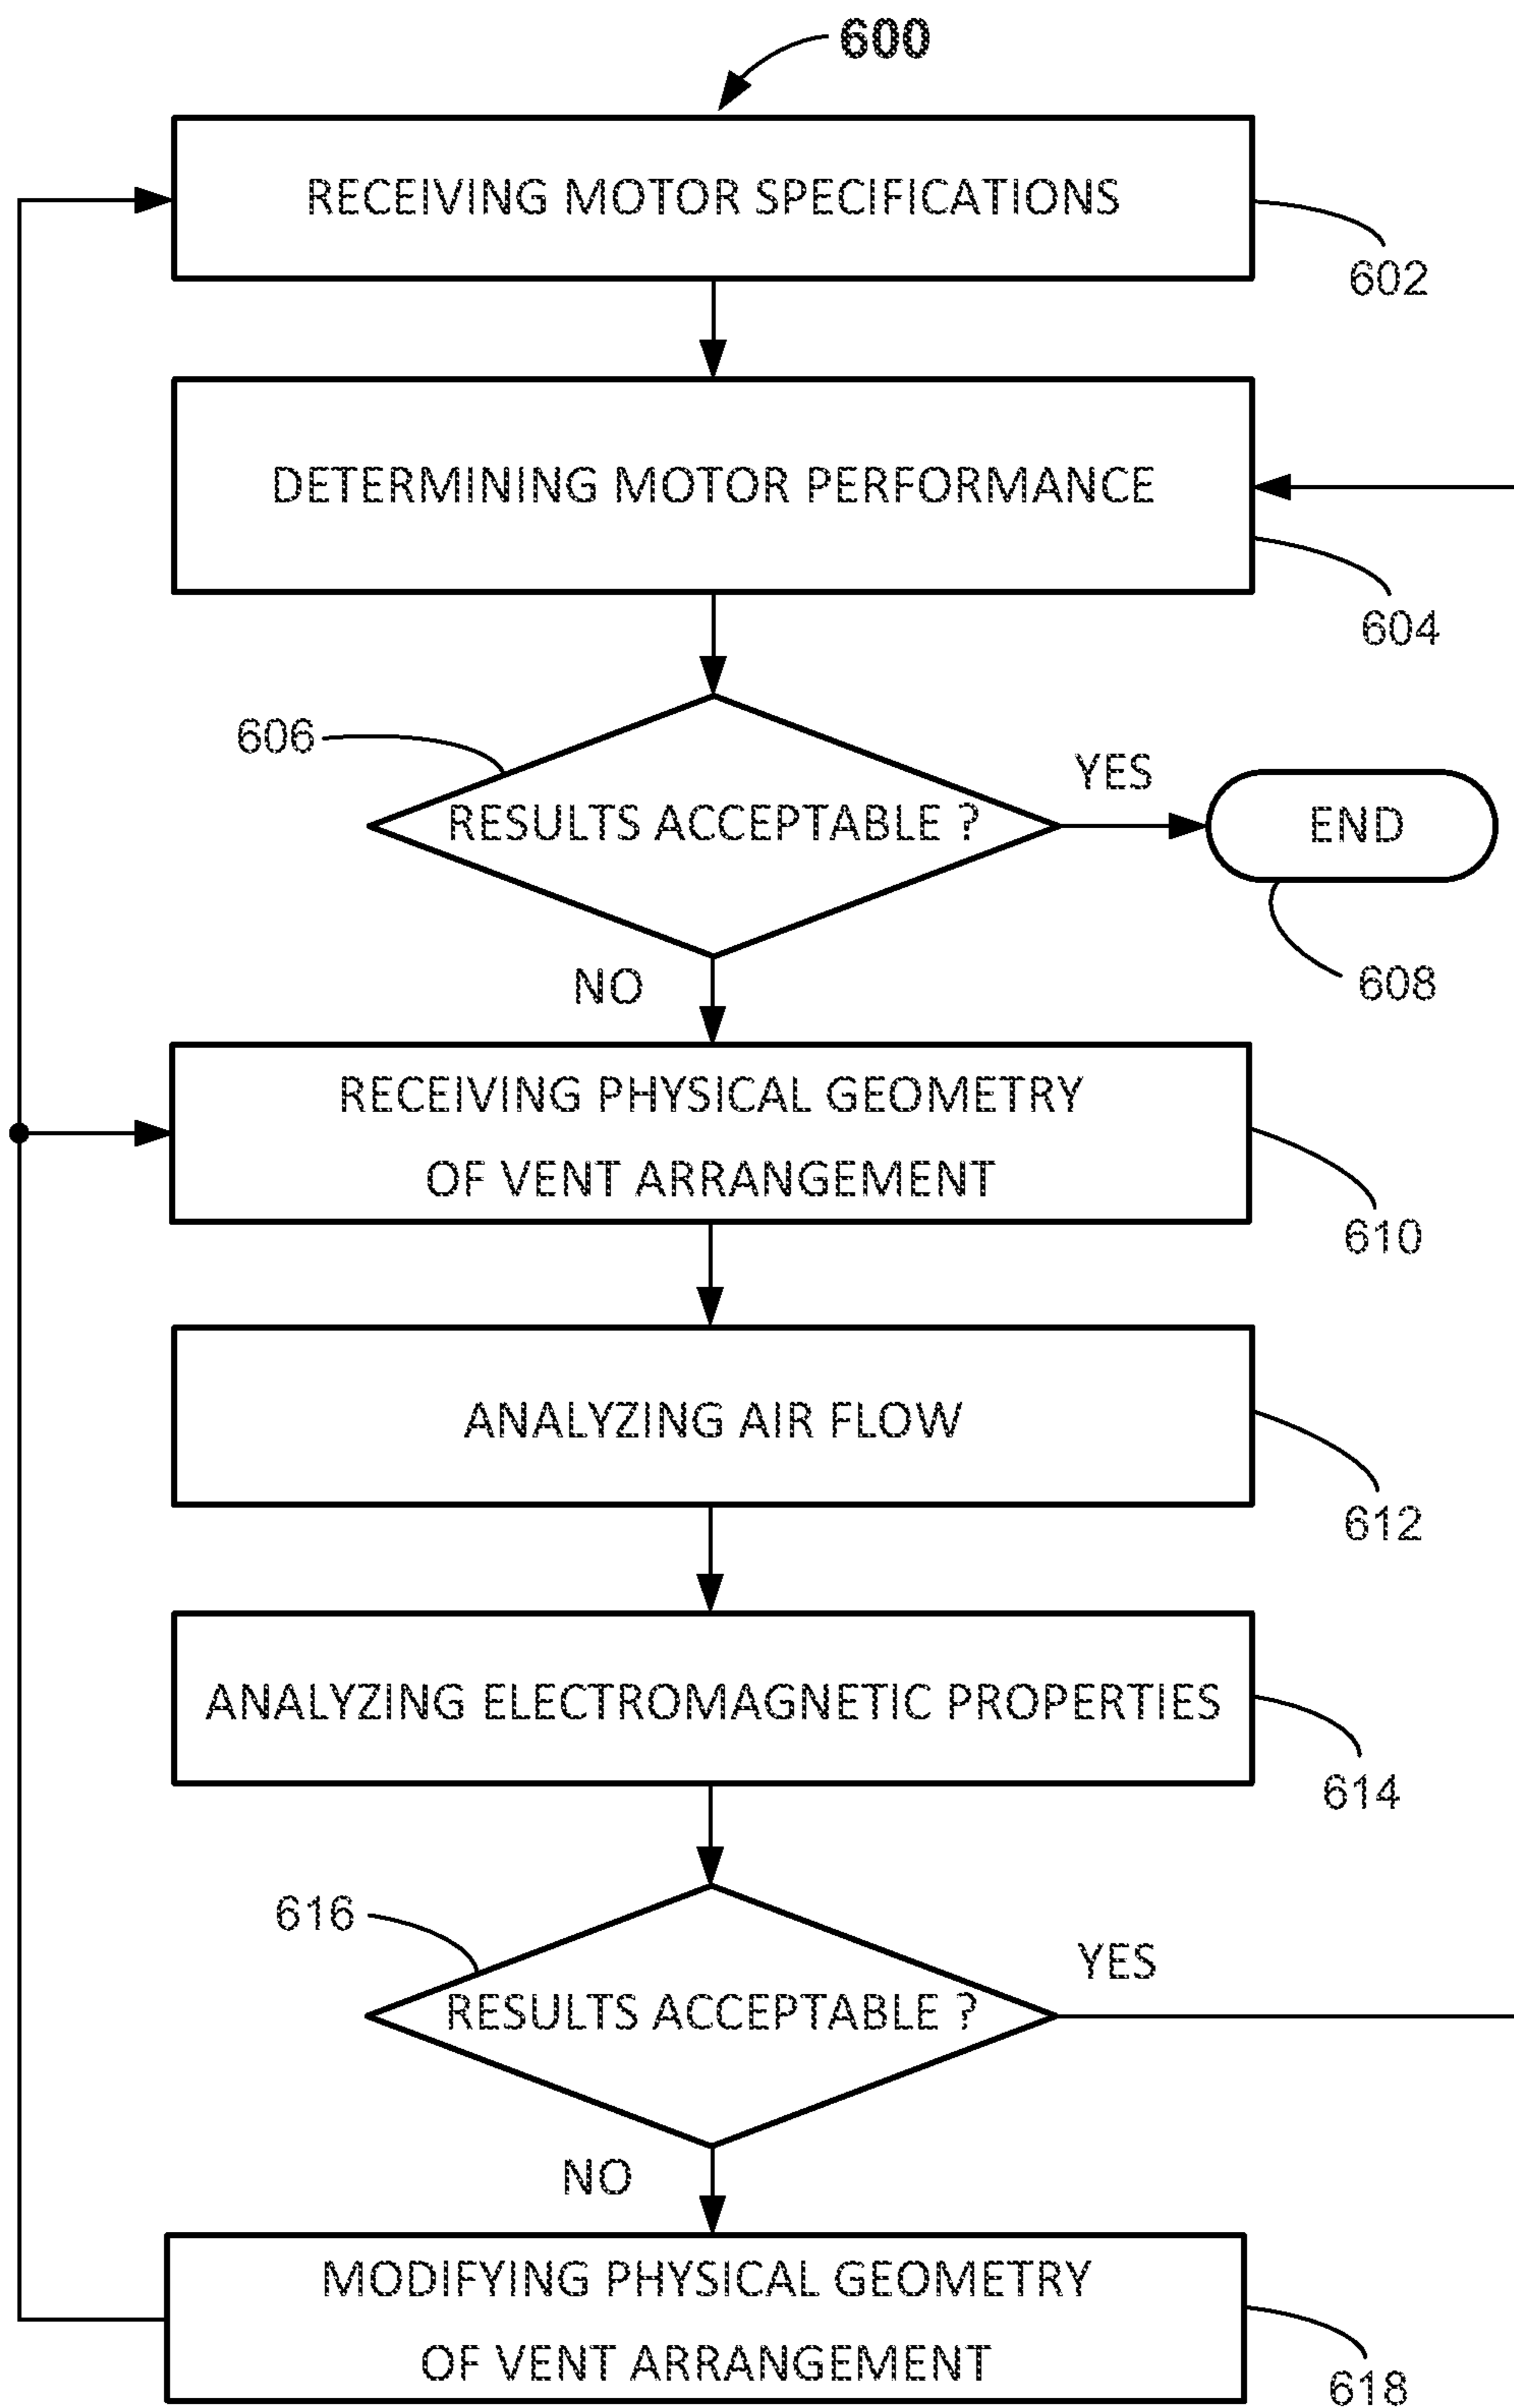 600
RECEIVING MOTOR SPECIFICATIONS
602
DETERMINING MOTOR PERFORMANCE
604
606
RESULTS ACCEPTABLE ?
YES
END
608
NO
RECEIVING PHYSICAL GEOMETRY
OF VENT ARRANGEMENT
610
ANALYZING AIR FLOW
612
ANALYZING ELECTROMAGNETIC PROPERTIES
614
616
RESULTS ACCEPTABLE ?
YES
NO
MODIFYING PHYSICAL GEOMETRY
OF VENT ARRANGEMENT
618